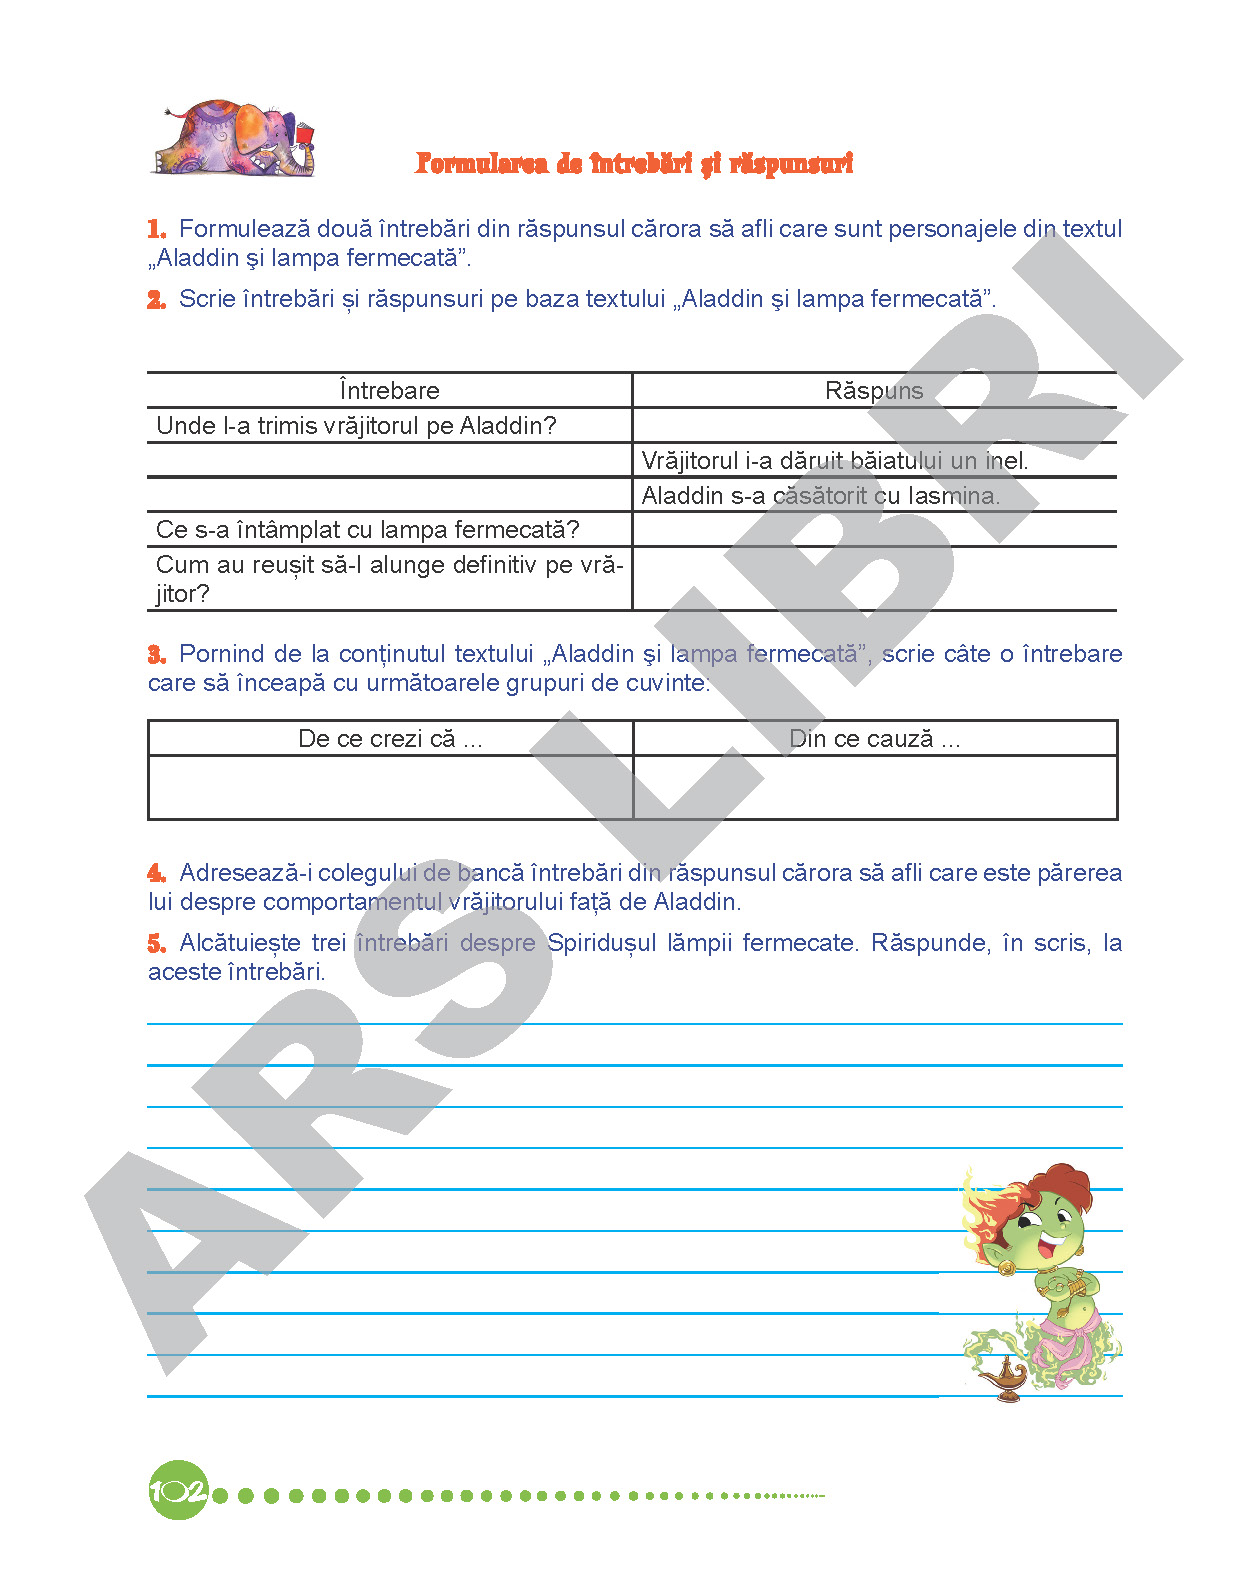 Formularea de întrebări şi răspunsuri
1. Formulează două întrebări din răspunsul cărora să afli care sunt personajele din textul
„Aladdin şi lampa fermecată”.
2. Scrie întrebări și răspunsuri pe baza textului „Aladdin şi lampa fermecată”.
Întrebare Răspuns
Unde l-a trimis vrăjitorul pe Aladdin?
Vrăjitorul i-a dăruit băiatului un inel.
Aladdin s-a căsătorit cu Iasmina.
Ce s-a întâmplat cu lampa fermecată?
Cum au reușit să-l alunge definitiv pe vră-
jitor?
3. Pornind de la conținutul textului „Aladdin şi lampa fermecată”, scrie câte o întrebare
care să înceapă cu următoarele grupuri de cuvinte:
De ce crezi că ... Din ce cauză ...
4. Adresează-i colegului de bancă întrebări din răspunsul cărora să afli care este părerea
lui despre comportamentul vrăjitorului față de Aladdin.
5. Alcătuiește trei întrebări despre Spiridușul lămpii fermecate. Răspunde, în scris, la
aceste întrebări.
102
ARS LIBRI